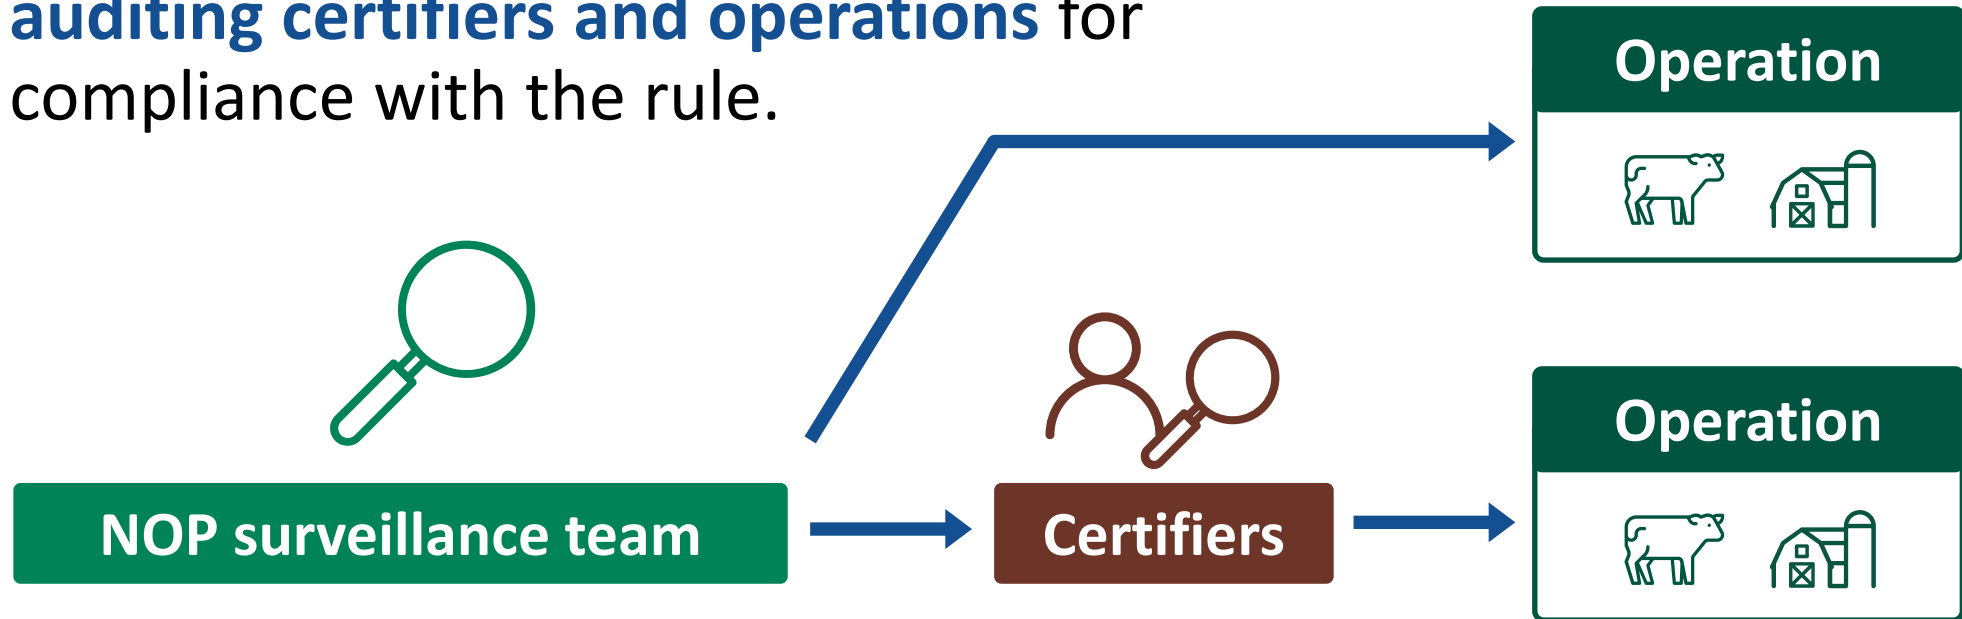 auditing certifiers and operations for
compliance with the rule.
Operation
NOP surveillance team
Certifiers
Operation